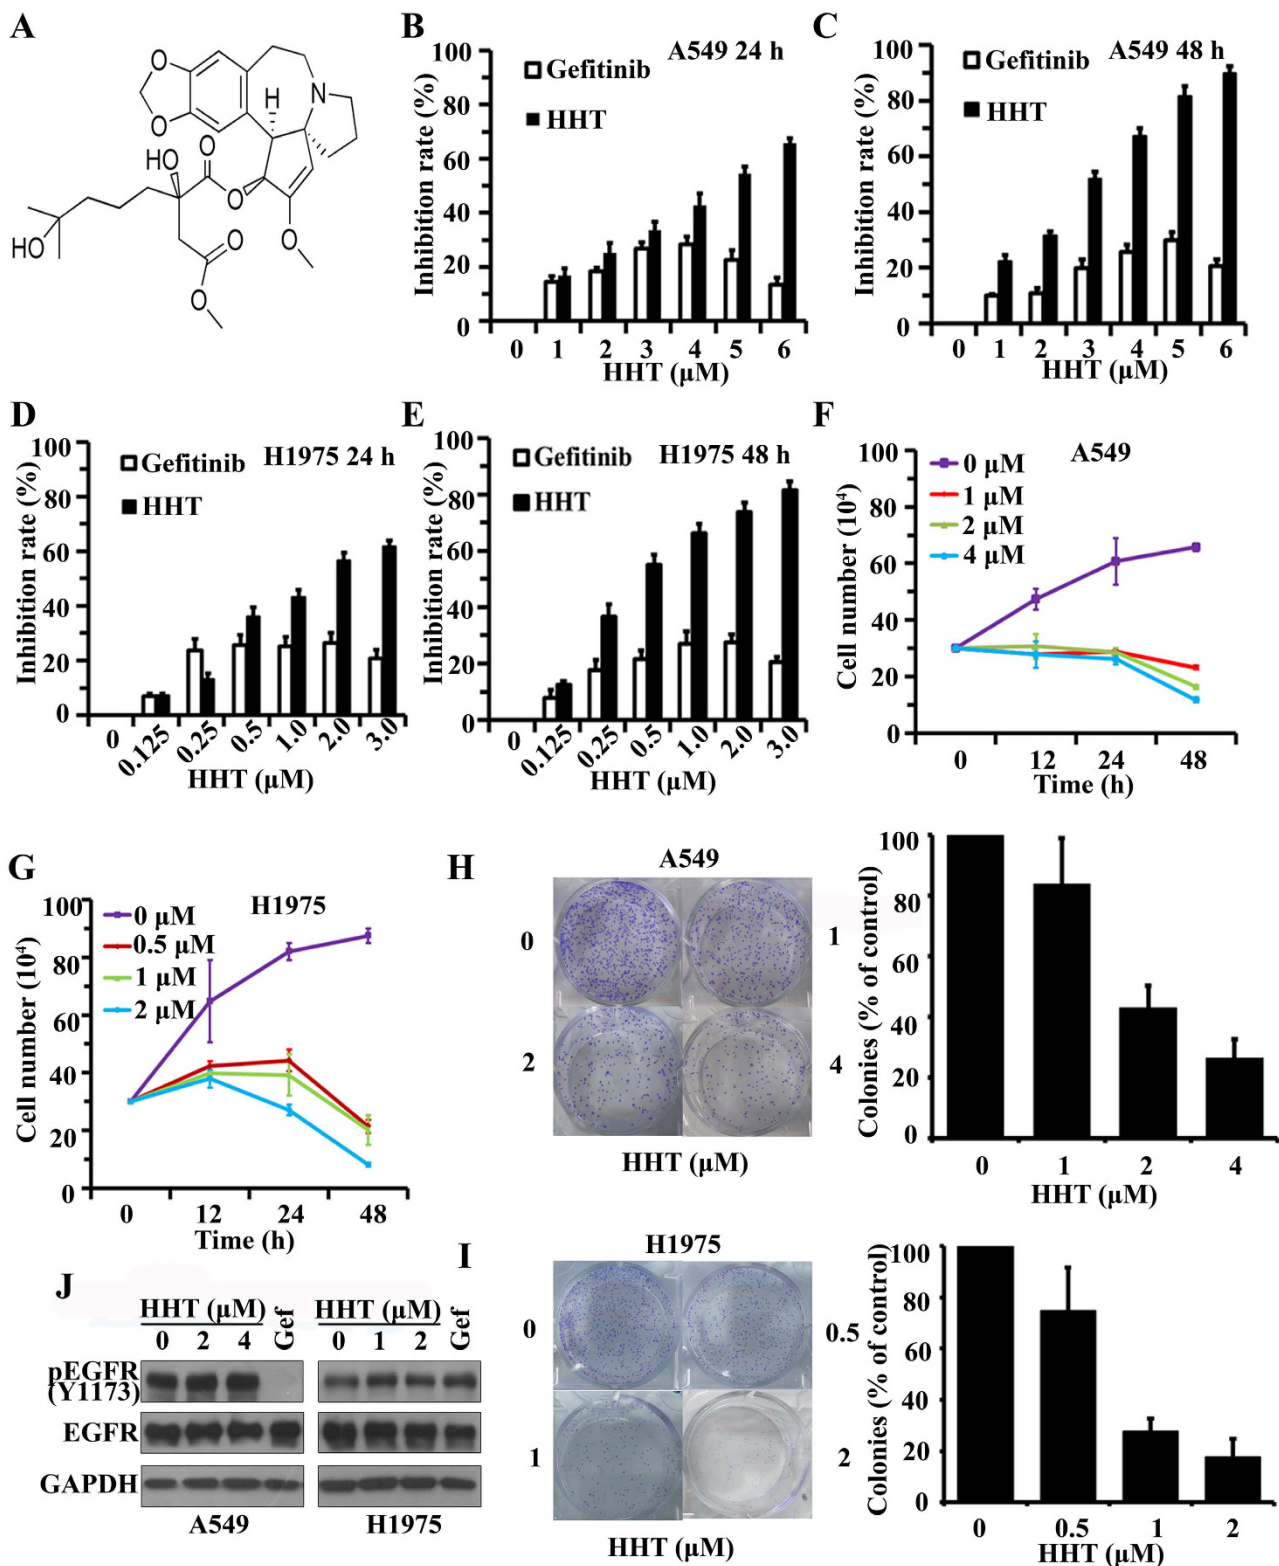 A
O
O
H
N
HO
O
O
HO
O
O
O
B
A549 24 h
Gefitinib
HHT
Inhibition rate (%)
100
80
60
40
20
0
0 1 2 3 4 5 6
HHT (μM)
C
A549 48 h
Gefitinib
HHT
Inhibition rate (%)
100
80
60
40
20
0
0 1 2 3 4 5 6
HHT (μM)
D
H1975 24 h
Gefitinib
HHT
Inhibition rate (%)
100
80
60
40
20
0
0 0.125 0.25 0.5 1.0 2.0 3.0
HHT (μM)
E
H1975 48 h
Gefitinib
HHT
Inhibition rate (%)
100
80
60
40
20
0
0 0.125 0.25 0.5 1.0 2.0 3.0
HHT (μM)
F
A549
0 μM
1 μM
2 μM
4 μM
Cell number (10⁴)
100
80
60
40
20
0
0 12 24 48
Time (h)
G
H1975
0 μM
0.5 μM
1 μM
2 μM
Cell number (10⁴)
100
80
60
40
20
0
0 12 24 48
Time (h)
H
A549
0 1
2 4
HHT (μM)
Colonies (% of control)
100
80
60
40
20
0
0 1 2 4
HHT (μM)
I
H1975
0 0.5
1 2
HHT (μM)
Colonies (% of control)
100
80
60
40
20
0
0 0.5 1 2
HHT (μM)
J
HHT (μM) Gef HHT (μM) Gef
0 2 4 0 1 2
pEGFR
(Y1173)
EGFR
GAPDH
A549 H1975